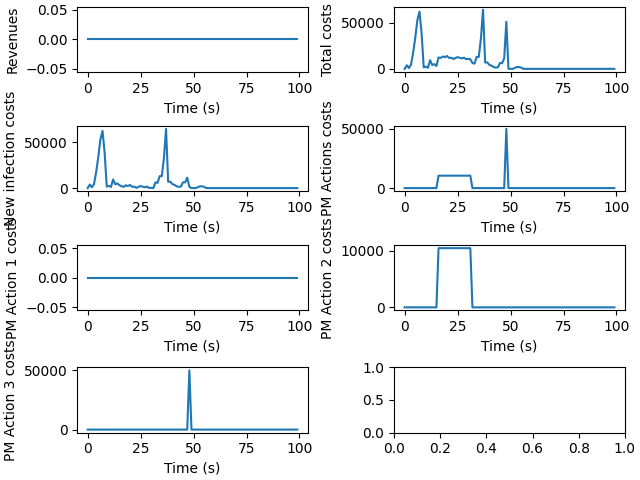 Revenues
0.05
0.00
−0.05
0 25 50 75 100
Time (s)
Total costs
50000
0
0 25 50 75 100
Time (s)
New infection costs
50000
0
0 25 50 75 100
Time (s)
PM Actions costs
50000
0
0 25 50 75 100
Time (s)
PM Action 1 costs
0.05
0.00
−0.05
0 25 50 75 100
Time (s)
PM Action 2 costs
10000
0
0 25 50 75 100
Time (s)
PM Action 3 costs
50000
0
0 25 50 75 100
Time (s)
1.0
0.5
0.0
0.0 0.2 0.4 0.6 0.8 1.0